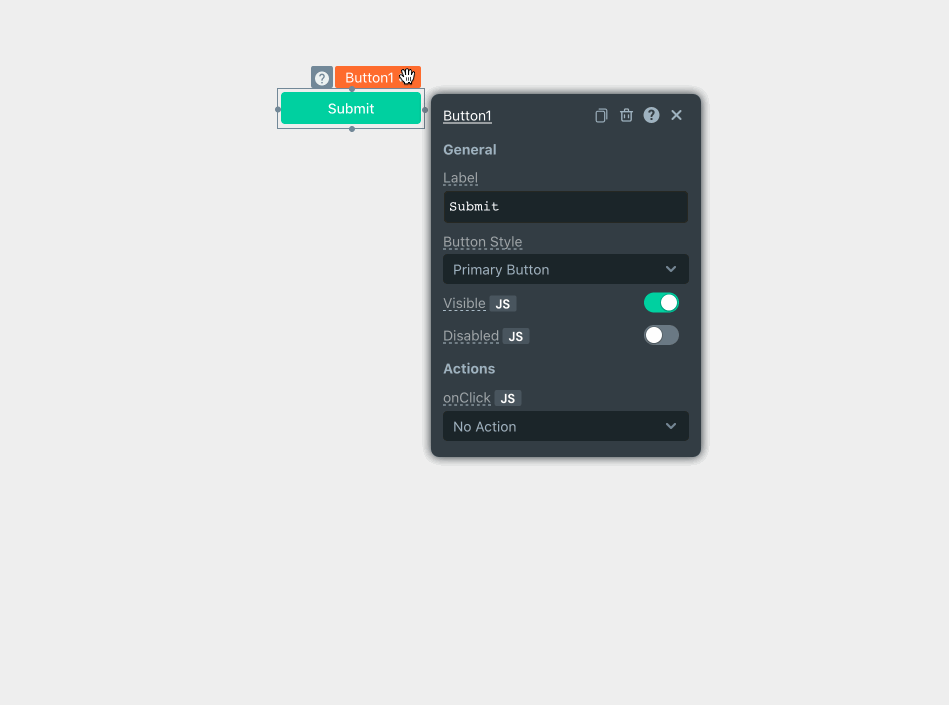 Button1
Submit
Button1
General
Label
Submit
Button Style
Primary Button
Visible JS
Disabled JS
Actions
onClick JS
No Action